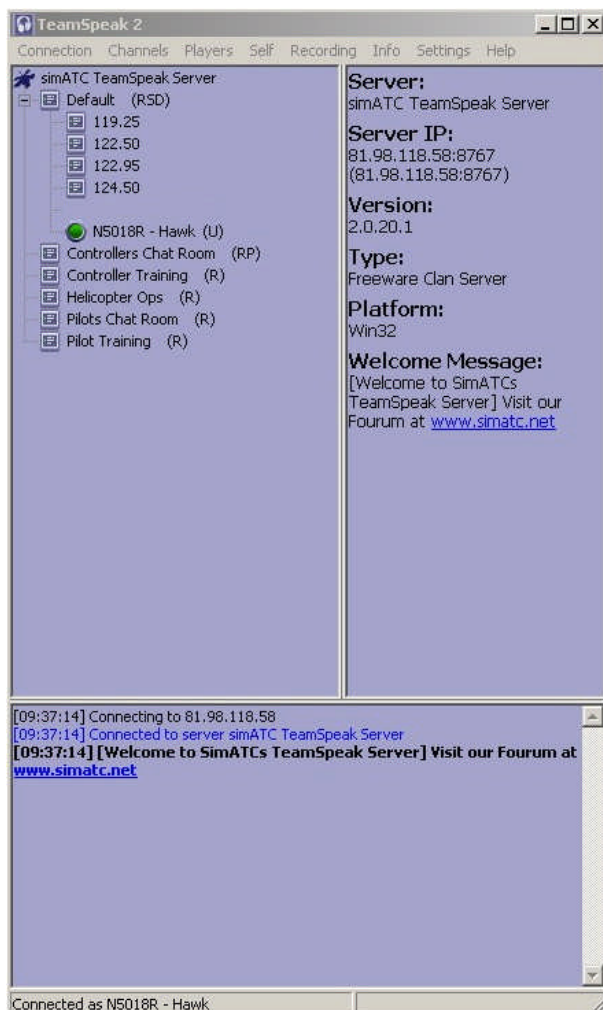 TeamSpeak 2
Connection Channels Players Self Recording Info Settings Help
simATC TeamSpeak Server
Default (RSD)
119.25
122.50
122.95
124.50
N5018R - Hawk (U)
Controllers Chat Room (RP)
Controller Training (R)
Helicopter Ops (R)
Pilots Chat Room (R)
Pilot Training (R)
Server:
simATC TeamSpeak Server
Server IP:
81.98.118.58:8767
(81.98.118.58:8767)
Version:
2.0.20.1
Type:
Freeware Clan Server
Platform:
Win32
Welcome Message:
[Welcome to SimATCs
TeamSpeak Server] Visit our
Fourum at www.simatc.net
[09:37:14] Connecting to 81.98.118.58
[09:37:14] Connected to server simATC TeamSpeak Server
[09:37:14] [Welcome to SimATCs TeamSpeak Server] Visit our Fourum at
www.simatc.net
Connected as N5018R - Hawk